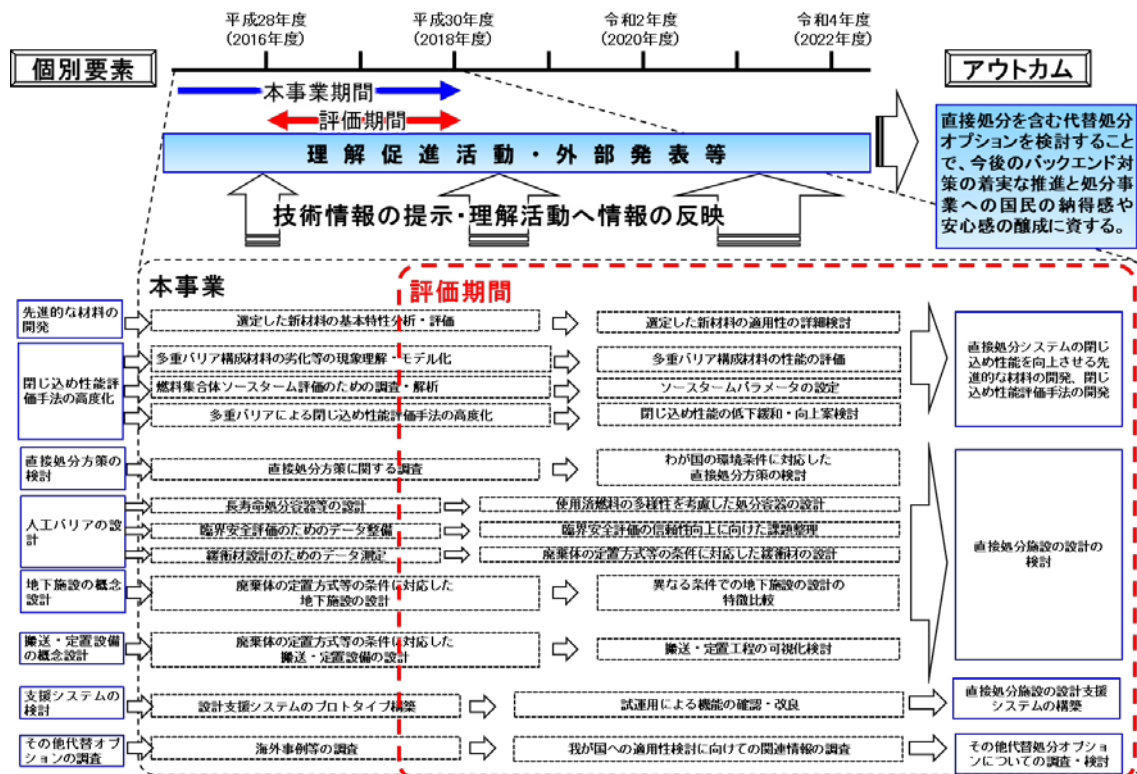 平成28年度
(2016年度)
平成30年度
(2018年度)
令和2年度
(2020年度)
令和4年度
(2022年度)
個別要素
アウトカム
本事業期間
評価期間
理解促進活動・外部発表等
技術情報の提示・理解活動へ情報の反映
直接処分を含む代替処分
オプションを検討すること
で、今後のバックエンド対
策の着実な推進と処分事
業への国民の納得感や
安心感の醸成に資する。
本事業
評価期間
先進的な材料の
開発
選定した新材料の基本特性分析・評価
選定した新材料の適用性の詳細検討
閉じ込め性能評
価手法の高度化
多重バリア構成材料の劣化等の現象理解・モデル化
多重バリア構成材料の性能の評価
燃料集合体ソースターム評価のための調査・解析
ソースタームパラメータの設定
多重バリアによる閉じ込め性能評価手法の高度化
閉じ込め性能の低下緩和・向上案検討
直接処分システムの閉じ
込め性能を向上させる先
進的な材料の開発、閉じ
込め性能評価手法の開発
直接処分方策の
検討
直接処分方策に関する調査
わが国の環境条件に対応した
直接処分方策の検討
人工バリアの設
計
長寿命処分容器等の設計
使用済燃料の多様性を考慮した処分容器の設計
臨界安全評価のためのデータ整備
臨界安全評価の信頼性向上に向けた課題整理
緩衝材設計のためのデータ測定
廃棄体の定置方式等の条件に対応した緩衝材の設計
直接処分施設の設計の
検討
地下施設の概念
設計
廃棄体の定置方式等の条件に対応した
地下施設の設計
異なる条件での地下施設の設計の
特徴比較
搬送・定置設備
の概念設計
廃棄体の定置方式等の条件に対応した
搬送・定置設備の設計
搬送・定置工程の可視化検討
支援システムの
検討
設計支援システムのプロトタイプ構築
試運用による機能の確認・改良
直接処分施設の設計支援
システムの構築
その他代替オプ
ションの調査
海外事例等の調査
我が国への適用性検討に向けての関連情報の調査
その他代替処分オプショ
ンについての調査・検討